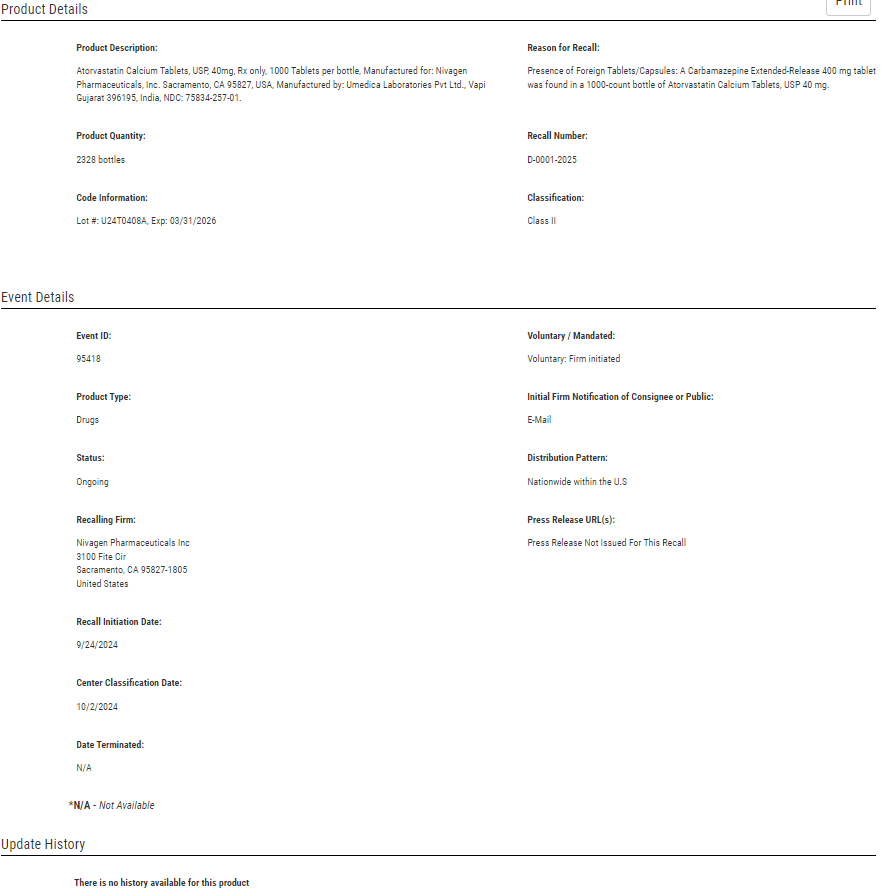 Print
Product Details
Product Description:
Atorvastatin Calcium Tablets, USP, 40mg, Rx only, 1000 Tablets per bottle, Manufactured for: Nivagen
Pharmaceuticals, Inc. Sacramento, CA 95827, USA, Manufactured by: Umedica Laboratories Pvt Ltd., Vapi
Gujarat 396195, India, NDC: 75834-257-01.
Reason for Recall:
Presence of Foreign Tablets/Capsules: A Carbamazepine Extended-Release 400 mg tablet
was found in a 1000-count bottle of Atorvastatin Calcium Tablets, USP 40 mg.
Product Quantity:
2328 bottles
Recall Number:
D-0001-2025
Code Information:
Lot #: U24T0408A, Exp: 03/31/2026
Classification:
Class II
Event Details
Event ID:
95418
Voluntary / Mandated:
Voluntary: Firm initiated
Product Type:
Drugs
Initial Firm Notification of Consignee or Public:
E-Mail
Status:
Ongoing
Distribution Pattern:
Nationwide within the U.S
Recalling Firm:
Nivagen Pharmaceuticals Inc
3100 Fite Cir
Sacramento, CA 95827-1805
United States
Press Release URL(s):
Press Release Not Issued For This Recall
Recall Initiation Date:
9/24/2024
Center Classification Date:
10/2/2024
Date Terminated:
N/A
*N/A - Not Available
Update History
There is no history available for this product